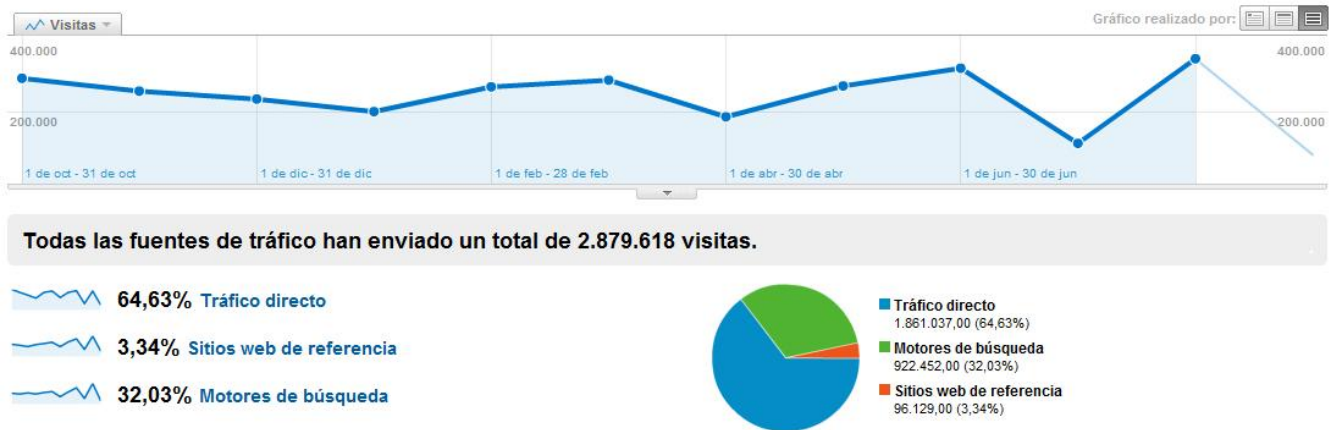 Visitas
Gráfico realizado por:
400.000
400.000
200.000
200.000
1 de oct - 31 de oct
1 de dic - 31 de dic
1 de feb - 28 de feb
1 de abr - 30 de abr
1 de jun - 30 de jun
Todas las fuentes de tráfico han enviado un total de 2.879.618 visitas.
64,63% Tráfico directo
3,34% Sitios web de referencia
32,03% Motores de búsqueda
Tráfico directo
1.861.037,00 (64,63%)
Motores de búsqueda
922.452,00 (32,03%)
Sitios web de referencia
96.129,00 (3,34%)